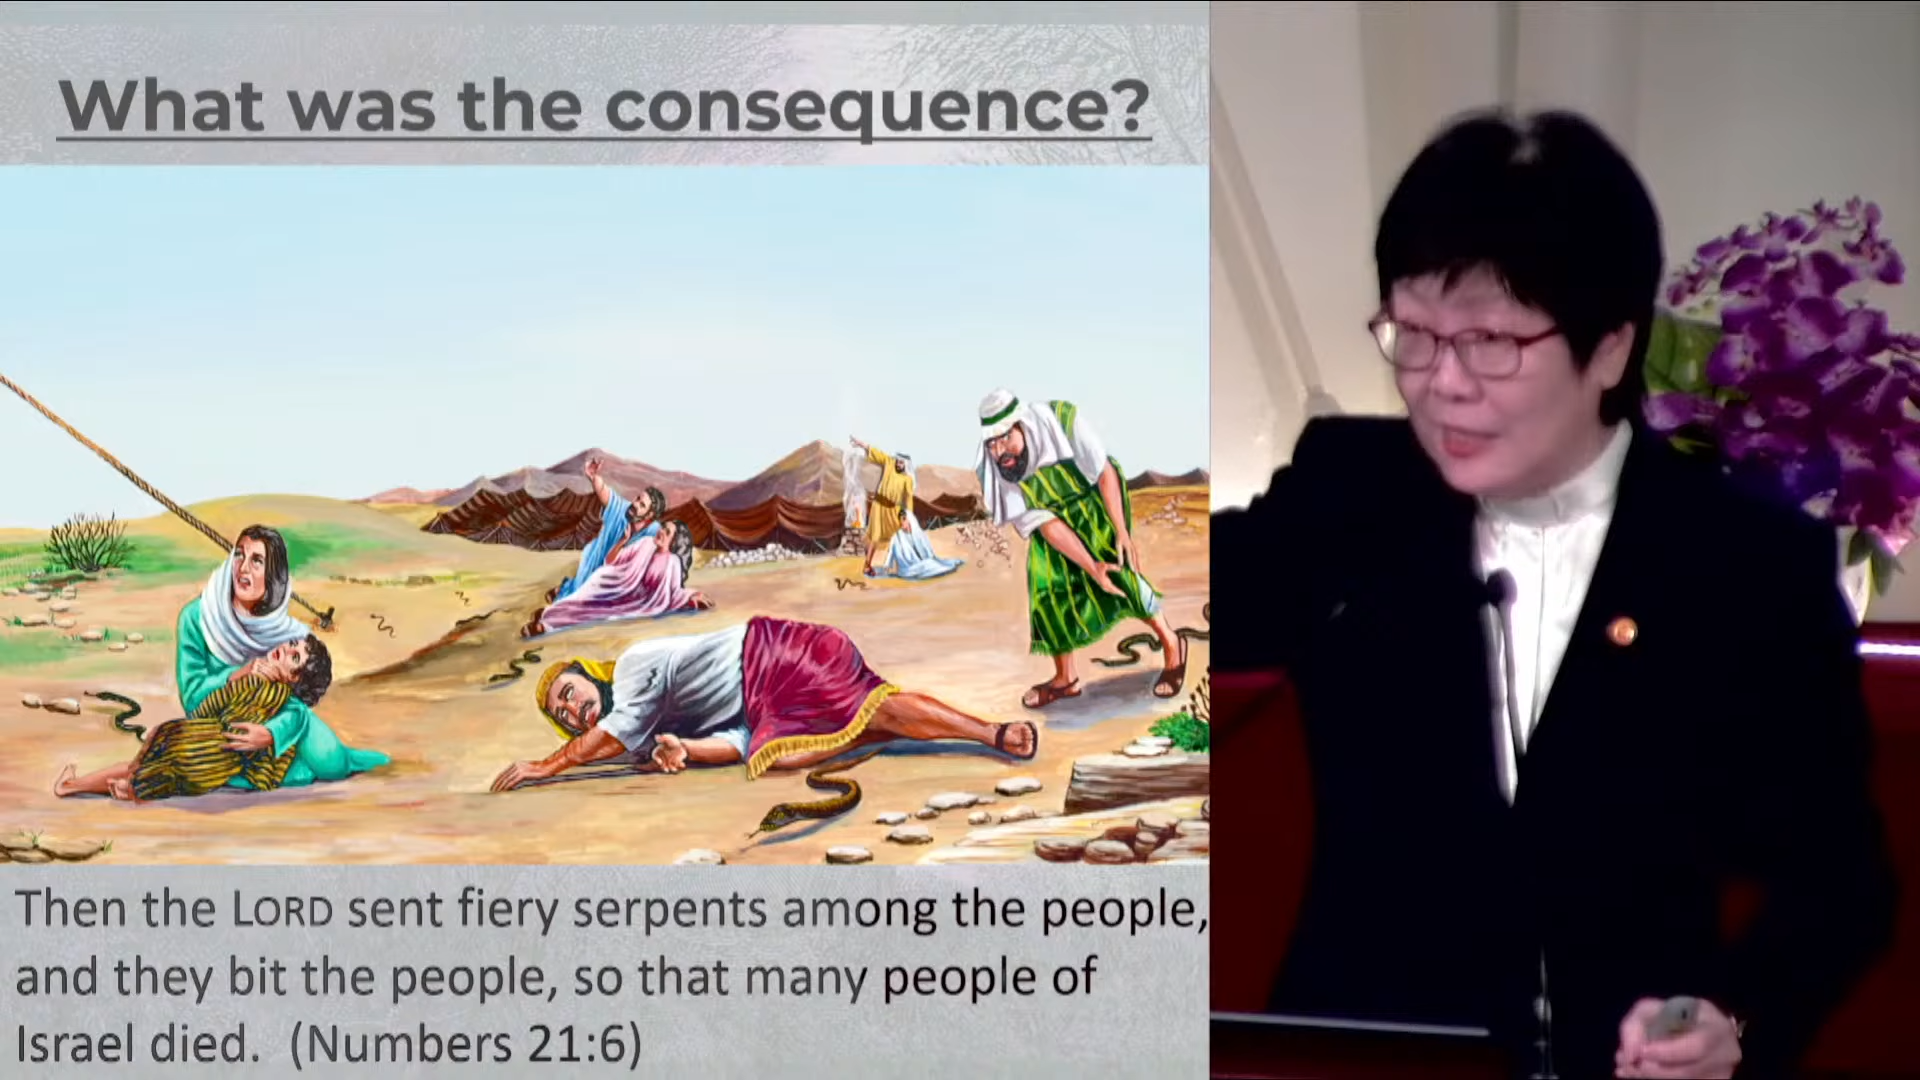 What was the consequence?
Then the LORD sent fiery serpents among the people,
and they bit the people, so that many people of
Israel died. (Numbers 21:6)